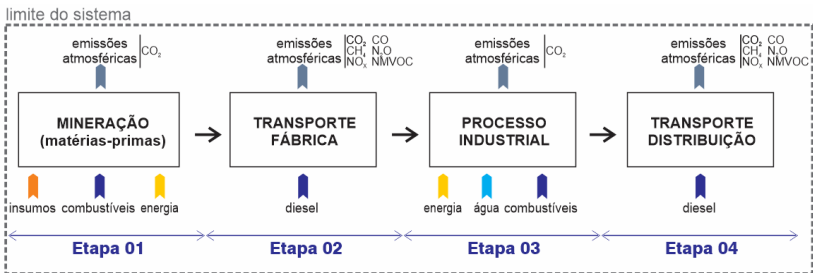 limite do sistema
emissões
atmosféricas
CO₂
emissões
atmosféricas
CO₂ CO
CH₄ N₂O
NOₓ NMVOC
emissões
atmosféricas
CO₂
emissões
atmosféricas
CO₂ CO
CH₄ N₂O
NOₓ NMVOC
MINERAÇÃO
(matérias-primas)
TRANSPORTE
FÁBRICA
PROCESSO
INDUSTRIAL
TRANSPORTE
DISTRIBUIÇÃO
insumos combustíveis energia
diesel
energia água combustíveis
diesel
Etapa 01
Etapa 02
Etapa 03
Etapa 04